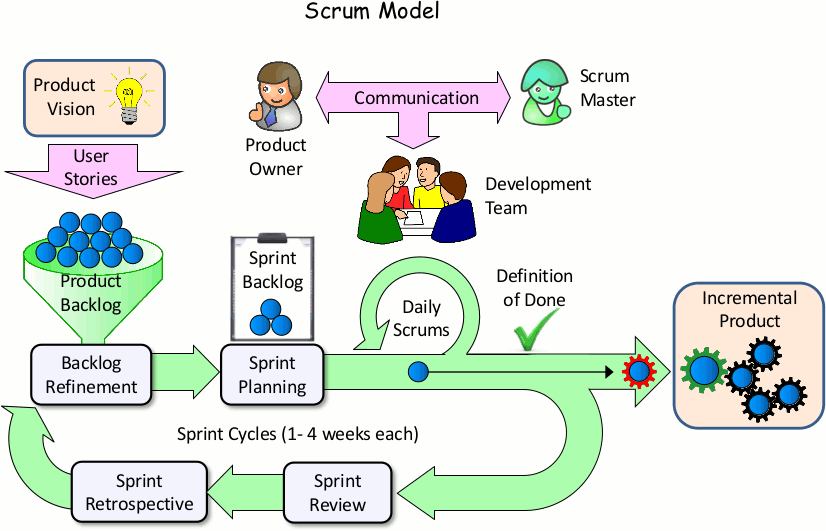 Scrum Model
Product
Vision
User
Stories
Product
Backlog
Backlog
Refinement
Product
Owner
Communication
Scrum
Master
Development
Team
Sprint
Backlog
Sprint
Planning
Daily
Scrums
Definition
of Done
Incremental
Product
Sprint Cycles (1- 4 weeks each)
Sprint
Retrospective
Sprint
Review